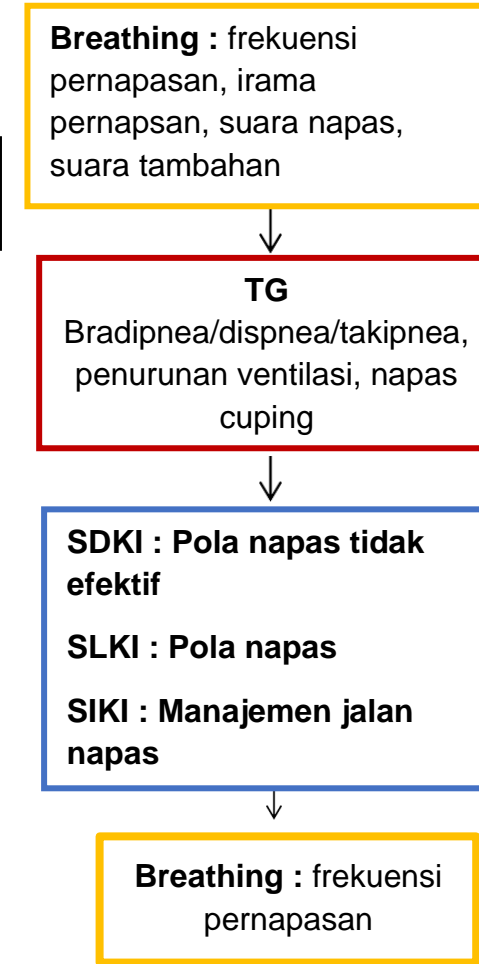 Breathing : frekuensi
pernapasan, irama
pernapsan, suara napas,
suara tambahan
TG
Bradipnea/dispnea/takipnea,
penurunan ventilasi, napas
cuping
SDKI : Pola napas tidak
efektif
SLKI : Pola napas
SIKI : Manajemen jalan
napas
Breathing : frekuensi
pernapasan